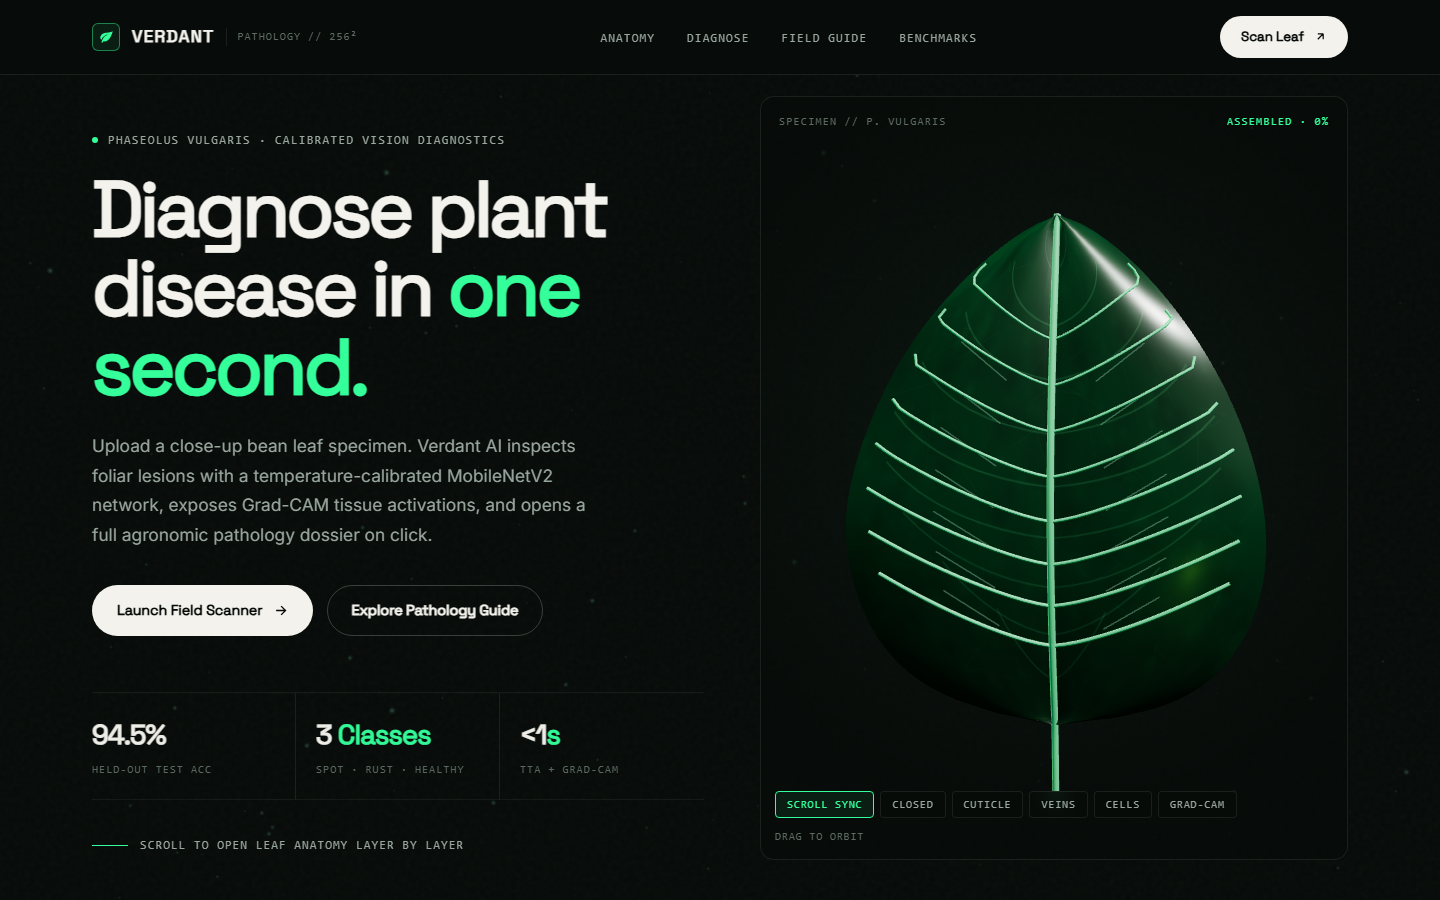 VERDANT
PATHOLOGY // 256²
ANATOMY
DIAGNOSE
FIELD GUIDE
BENCHMARKS
Scan Leaf
PHASEOLUS VULGARIS · CALIBRATED VISION DIAGNOSTICS
Diagnose plant
disease in one
second.
Upload a close-up bean leaf specimen. Verdant AI inspects
foliar lesions with a temperature-calibrated MobileNetV2
network, exposes Grad-CAM tissue activations, and opens a
full agronomic pathology dossier on click.
Launch Field Scanner →
Explore Pathology Guide
94.5%
HELD-OUT TEST ACC
3 Classes
SPOT · RUST · HEALTHY
<1s
TTA + GRAD-CAM
SCROLL TO OPEN LEAF ANATOMY LAYER BY LAYER
SPECIMEN // P. VULGARIS
ASSEMBLED · 0%
SCROLL SYNC
CLOSED
CUTICLE
VEINS
CELLS
GRAD-CAM
DRAG TO ORBIT